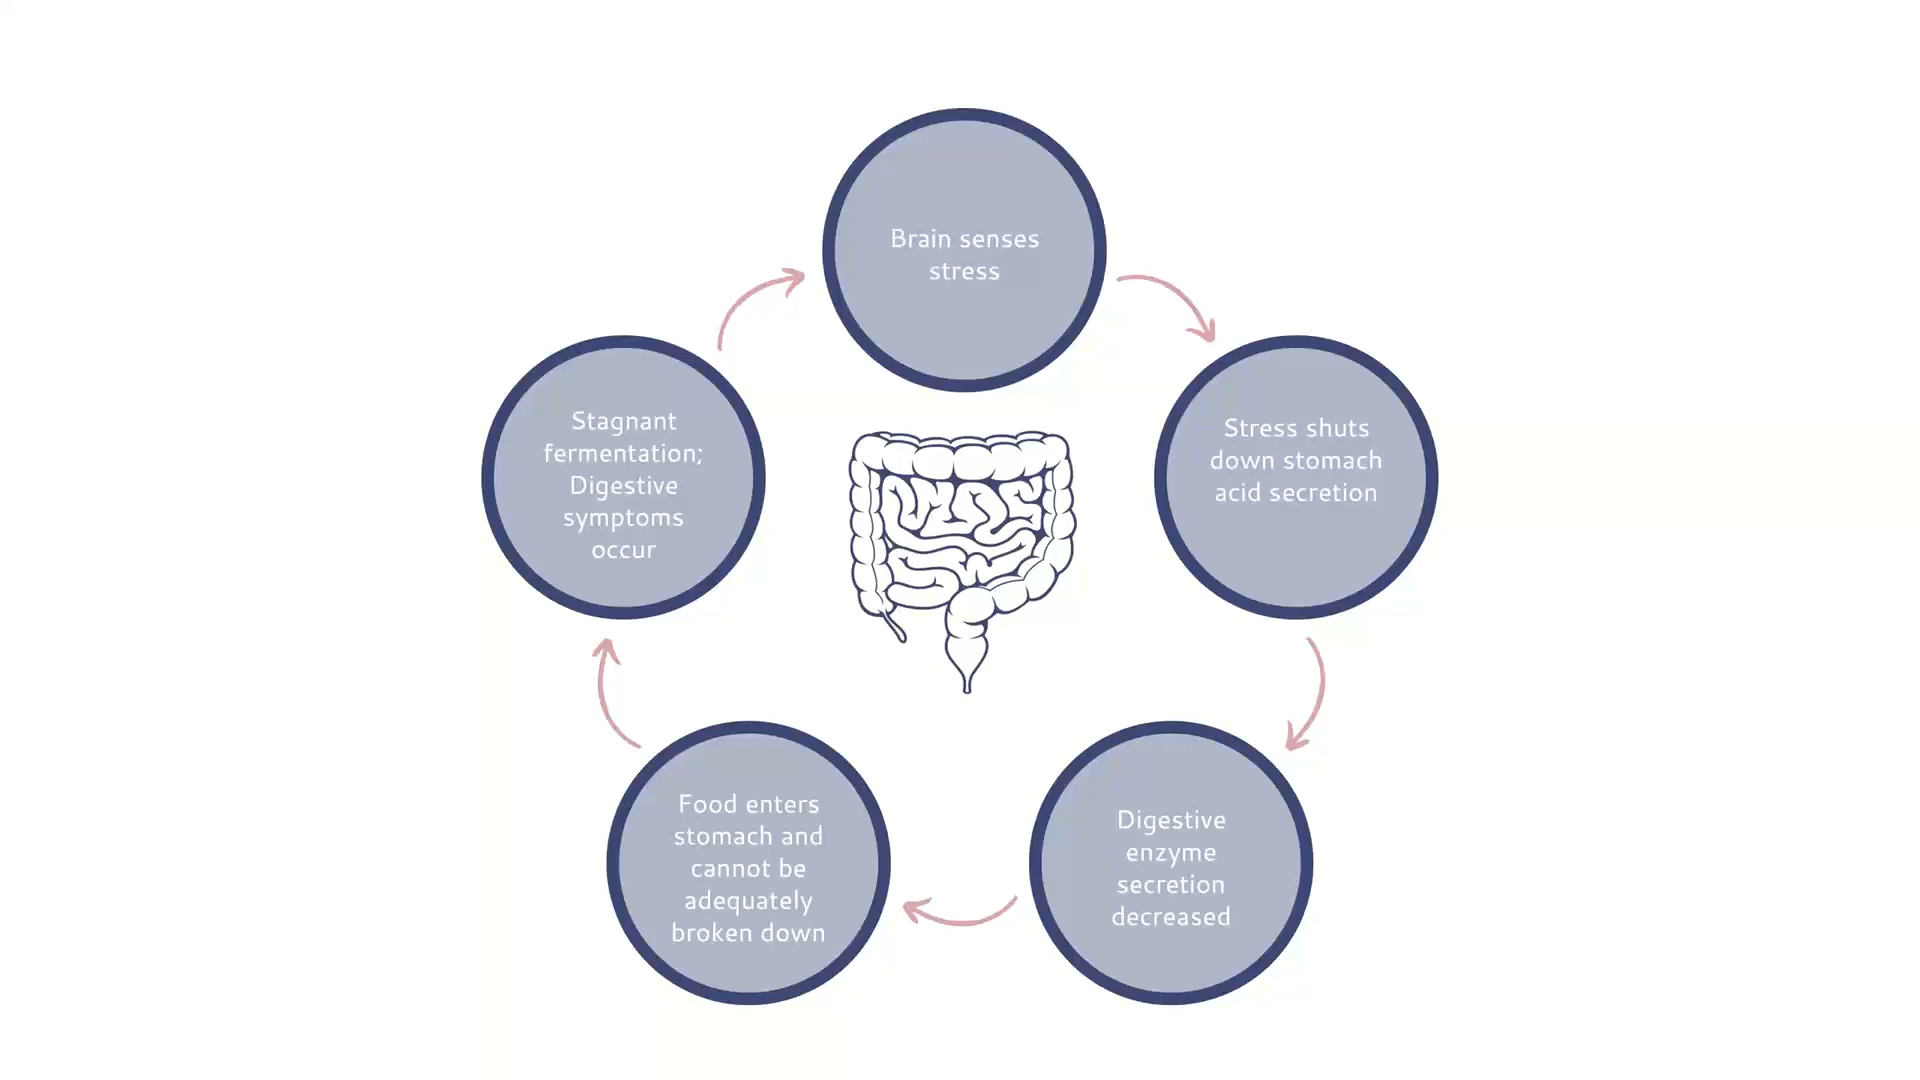 Brain senses
stress
Stress shuts
down stomach
acid secretion
Digestive
enzyme
secretion
decreased
Food enters
stomach and
cannot be
adequately
broken down
Stagnant
fermentation;
Digestive
symptoms
occur